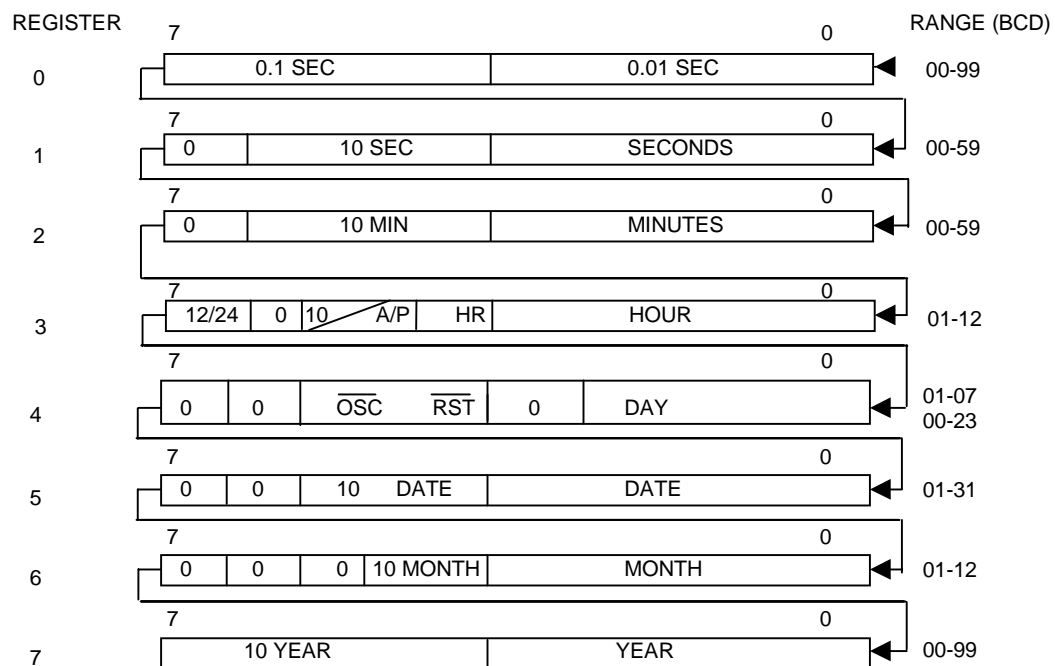 REGISTER 7 0 RANGE (BCD)
0 0.1 SEC 0.01 SEC 00-99
7 0
1 0 10 SEC SECONDS 00-59
7 0
2 0 10 MIN MINUTES 00-59
7 0
3 12/24 0 10 A/P HR HOUR 01-12
7 0
4 0 0 OSC RST 0 DAY 01-07
00-23
7 0
5 0 0 10 DATE DATE 01-31
7 0
6 0 0 0 10 MONTH MONTH 01-12
7 0
7 10 YEAR YEAR 00-99